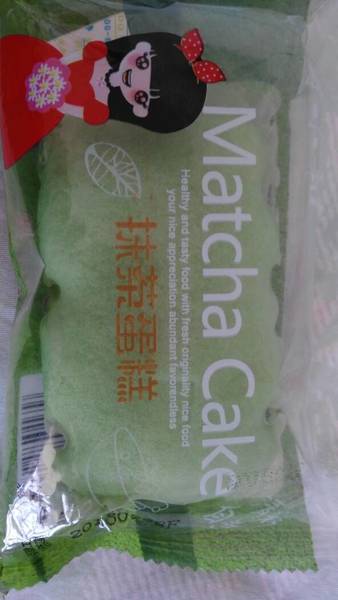 Matcha Cake
Healthy and tasty food with fresh originality nice food
your nice appreciation abundant favorendless
抹茶蛋糕